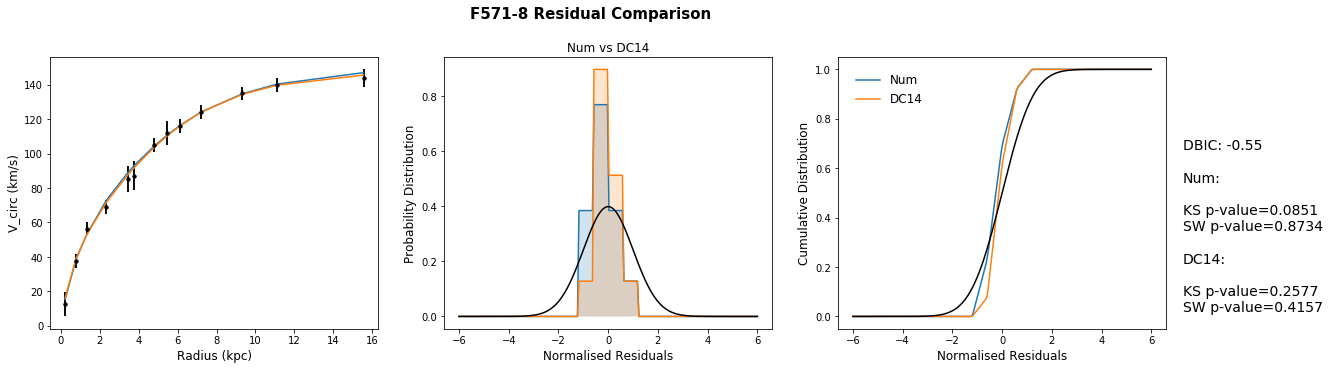 F571-8 Residual Comparison
V_circ (km/s)
140
120
100
80
60
40
20
0
0 2 4 6 8 10 12 14 16
Radius (kpc)
Num vs DC14
Probability Distribution
0.8
0.6
0.4
0.2
0.0
−6 −4 −2 0 2 4 6
Normalised Residuals
Cumulative Distribution
1.0
0.8
0.6
0.4
0.2
0.0
Num
DC14
−6 −4 −2 0 2 4 6
Normalised Residuals
DBIC: -0.55
Num:
KS p-value=0.0851
SW p-value=0.8734
DC14:
KS p-value=0.2577
SW p-value=0.4157